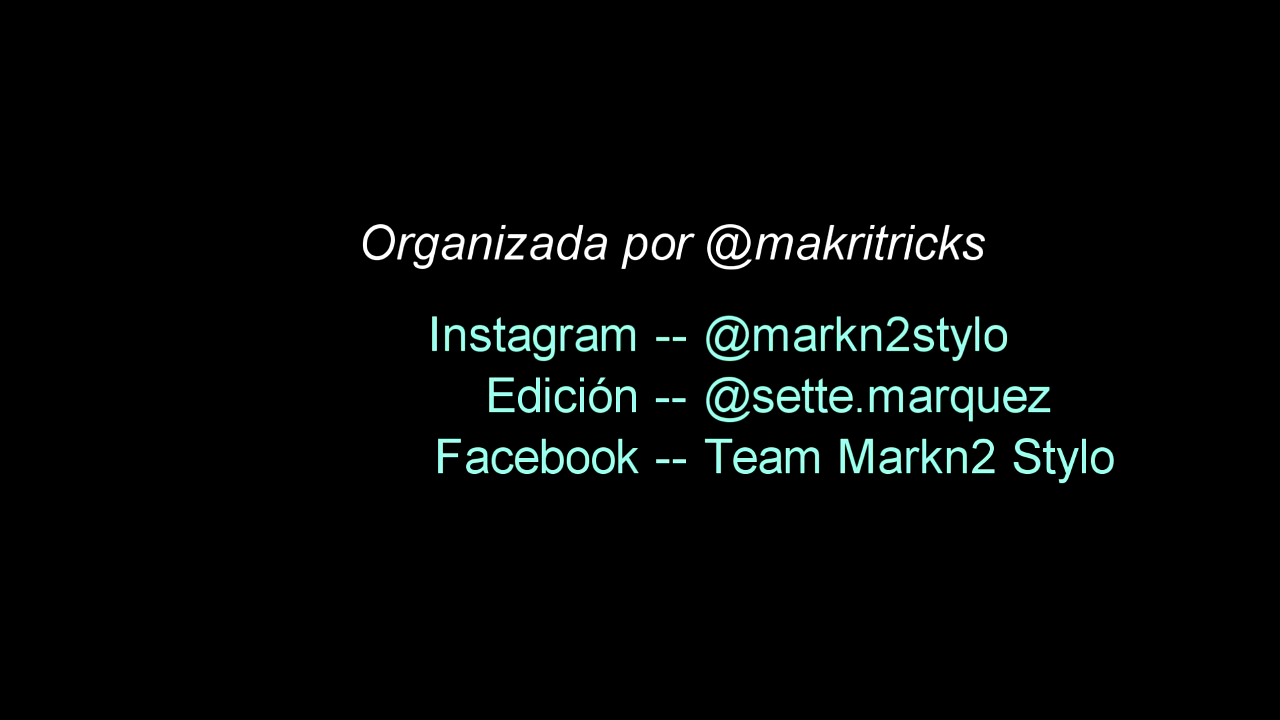 Organizada por @makritricks
Instagram -- @markn2stylo
Edición -- @sette.marquez
Facebook -- Team Markn2 Stylo